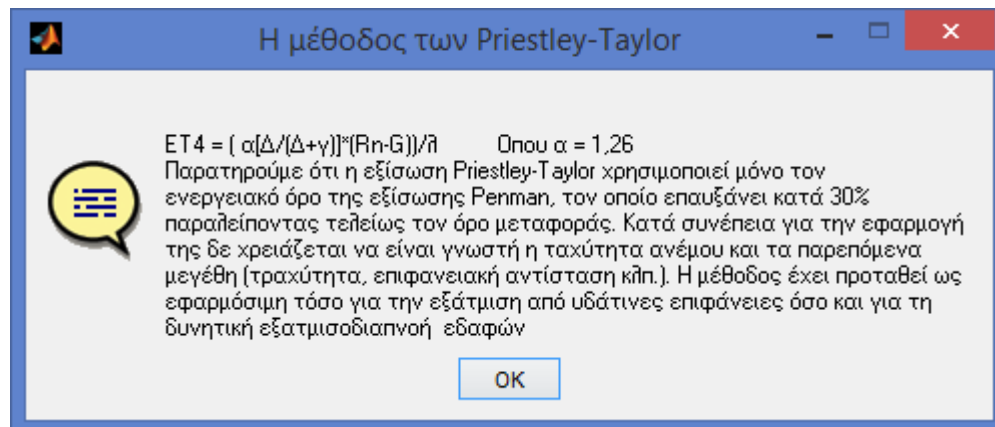 Η μέθοδος των Priestley-Taylor
ET4 = ( α[Δ/(Δ+γ)]*(Rn-G))/λ Οπου α = 1,26
Παρατηρούμε ότι η εξίσωση Priestley-Taylor χρησιμοποιεί μόνο τον
ενεργειακό όρο της εξίσωσης Penman, τον οποίο επαυξάνει κατά 30%
παραλείποντας τελείως τον όρο μεταφοράς. Κατά συνέπεια για την εφαρμογή
της δε χρειάζεται να είναι γνωστή η ταχύτητα ανέμου και τα παρεπόμενα
μεγέθη (τραχύτητα, επιφανειακή αντίσταση κλπ.). Η μέθοδος έχει προταθεί ως
εφαρμόσιμη τόσο για την εξάτμιση από υδάτινες επιφάνειες όσο και για τη
δυνητική εξατμισοδιαπνοή εδαφών
OK